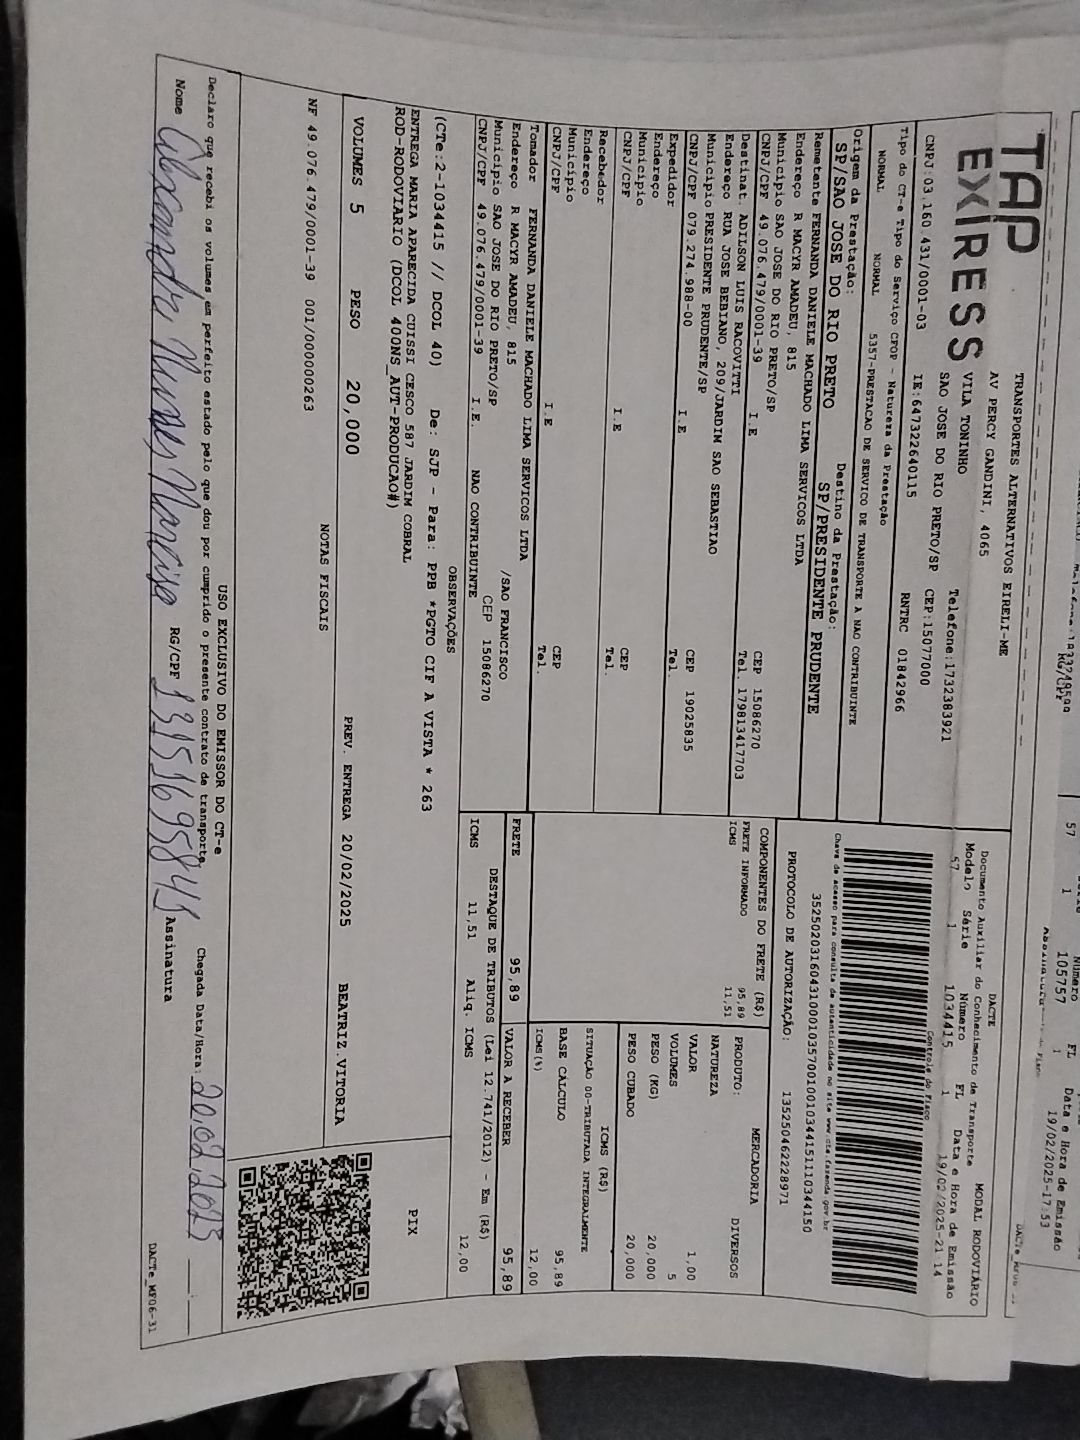 TAP
EXPRESS
TRANSPORTES ALTERNATIVOS EIRELI-ME
AV PERCY GANDINI, 4065
VILA TONINHO
SAO JOSE DO RIO PRETO/SP
Telefone:1732383921
CEP:15077000
CNPJ:03.160.431/0001-03 IE:647322640115 RNTRC 01842966
DACTE MODAL RODOVIÁRIO
Documento Auxiliar do Conhecimento de Transporte
Modelo Série Número FL Data e Hora de Emissão
57 1 1034415 1 19/02/2025-21:14
Controle do Fisco
Chave de acesso para consulta de autenticidade no site www.cte.fazenda.gov.br
35250203160431000103570010010344151110344150
PROTOCOLO DE AUTORIZAÇÃO: 135250462228971
Tipo do CT-e Tipo do Serviço CFOP - Natureza da Prestação
NORMAL NORMAL 5357-PRESTACAO DE SERVICO DE TRANSPORTE A NAO CONTRIBUINTE
Origem da Prestação: Destino da Prestação:
SP/SAO JOSE DO RIO PRETO SP/PRESIDENTE PRUDENTE
Remetente FERNANDA DANIELE MACHADO LIMA SERVICOS LTDA
Endereço R MACYR AMADEU, 815
Município SAO JOSE DO RIO PRETO/SP CEP 15086270
CNPJ/CPF 49.076.479/0001-39 I.E Tel. 179813417703
Destinat. ADILSON LUIS RACOVITTI
Endereço RUA JOSE BEBIANO, 209/JARDIM SAO SEBASTIAO
Município PRESIDENTE PRUDENTE/SP CEP 19025835
CNPJ/CPF 079.274.988-00 I.E Tel.
Expedidor
Endereço
Município CEP
CNPJ/CPF I.E Tel.
Recebedor
Endereço
Município CEP
CNPJ/CPF I.E Tel.
Tomador FERNANDA DANIELE MACHADO LIMA SERVICOS LTDA
Endereço R MACYR AMADEU, 815 /SAO FRANCISCO
Município SAO JOSE DO RIO PRETO/SP CEP 15086270
CNPJ/CPF 49.076.479/0001-39 I.E. NAO CONTRIBUINTE
COMPONENTES DO FRETE (R$)
FRETE INFORMADO 95,89
ICMS 11,51
PRODUTO: MERCADORIA DIVERSOS
NATUREZA
VALOR 1,00
VOLUMES 5
PESO (KG) 20,000
PESO CUBADO 20,000
ICMS (R$)
SITUAÇÃO 00-TRIBUTADA INTEGRALMENTE
BASE CÁLCULO 95,89
ICMS(%) 12,00
FRETE 95,89 VALOR A RECEBER 95,89
DESTAQUE DE TRIBUTOS (Lei 12.741/2012) - Em (R$)
ICMS 11,51 Aliq. ICMS 12,00
OBSERVAÇÕES
(CTe:2-1034415 // DCOL 40) De: SJP - Para: PPB *PGTO CIF A VISTA * 263
ENTREGA MARIA APARECIDA CUISSI CESCO 587 JARDIM COBRAL
ROD-RODOVIARIO (DCOL 400NS_AUT-PRODUCAO#)
PIX
VOLUMES 5 PESO 20,000 PREV. ENTREGA 20/02/2025 BEATRIZ.VITORIA
NOTAS FISCAIS
NF 49.076.479/0001-39 001/000000263
USO EXCLUSIVO DO EMISSOR DO CT-e
Declaro que recebi os volumes em perfeito estado pelo que dou por cumprido o presente contrato de transporte
Chegada Data/Hora: 20.02.2025
Nome Alexandre Nunes Narciso RG/CPF Assinatura
DACTe_MF06-31
57 1 105757 1 19/02/2025-17:53
Número FL Data e Hora de Emissão
RG/CPF